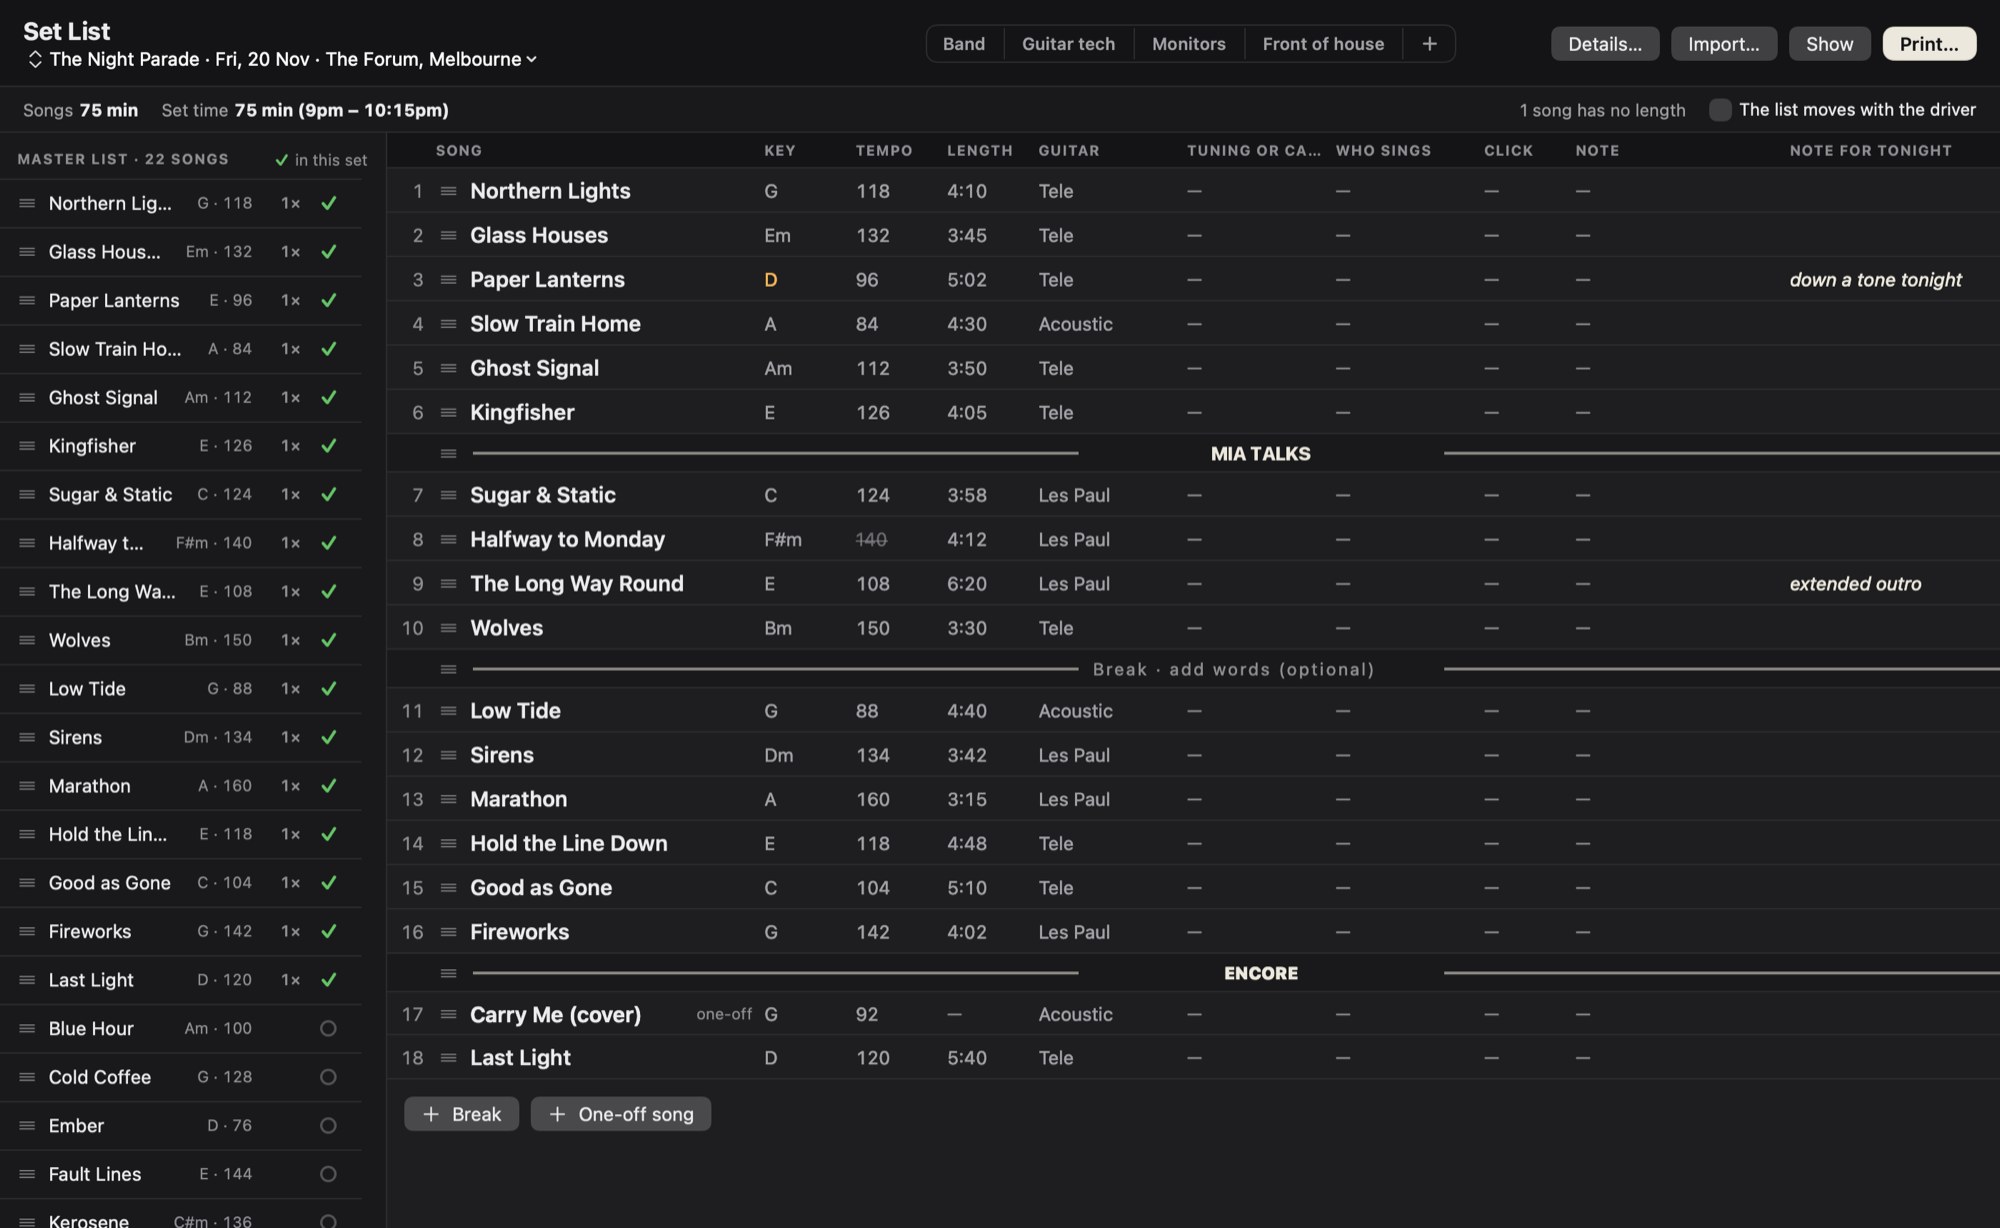 Set List
The Night Parade · Fri, 20 Nov · The Forum, Melbourne
Band Guitar tech Monitors Front of house +
Details... Import... Show Print...
Songs 75 min Set time 75 min (9pm – 10:15pm)
1 song has no length The list moves with the driver
MASTER LIST · 22 SONGS ✓ in this set
Northern Lig... G · 118 1×
Glass Hous... Em · 132 1×
Paper Lanterns E · 96 1×
Slow Train Ho... A · 84 1×
Ghost Signal Am · 112 1×
Kingfisher E · 126 1×
Sugar & Static C · 124 1×
Halfway t... F#m · 140 1×
The Long Wa... E · 108 1×
Wolves Bm · 150 1×
Low Tide G · 88 1×
Sirens Dm · 134 1×
Marathon A · 160 1×
Hold the Lin... E · 118 1×
Good as Gone C · 104 1×
Fireworks G · 142 1×
Last Light D · 120 1×
Blue Hour Am · 100
Cold Coffee G · 128
Ember D · 76
Fault Lines E · 144
Kerosene C#m · 136
SONG KEY TEMPO LENGTH GUITAR TUNING OR CA... WHO SINGS CLICK NOTE NOTE FOR TONIGHT
1 Northern Lights G 118 4:10 Tele — — — —
2 Glass Houses Em 132 3:45 Tele — — — —
3 Paper Lanterns D 96 5:02 Tele — — — — down a tone tonight
4 Slow Train Home A 84 4:30 Acoustic — — — —
5 Ghost Signal Am 112 3:50 Tele — — — —
6 Kingfisher E 126 4:05 Tele — — — —
MIA TALKS
7 Sugar & Static C 124 3:58 Les Paul — — — —
8 Halfway to Monday F#m 140 4:12 Les Paul — — — —
9 The Long Way Round E 108 6:20 Les Paul — — — — extended outro
10 Wolves Bm 150 3:30 Tele — — — —
Break · add words (optional)
11 Low Tide G 88 4:40 Acoustic — — — —
12 Sirens Dm 134 3:42 Les Paul — — — —
13 Marathon A 160 3:15 Les Paul — — — —
14 Hold the Line Down E 118 4:48 Tele — — — —
15 Good as Gone C 104 5:10 Tele — — — —
16 Fireworks G 142 4:02 Les Paul — — — —
ENCORE
17 Carry Me (cover) one-off G 92 — Acoustic — — — —
18 Last Light D 120 5:40 Tele — — — —
+ Break + One-off song